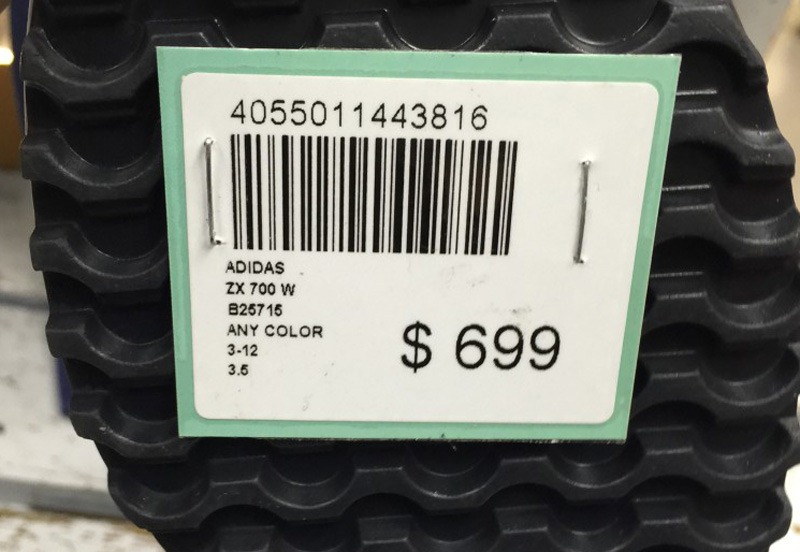 4055011443816
ADIDAS
ZX 700 W
B25715
ANY COLOR
3-12
3.5
$ 699